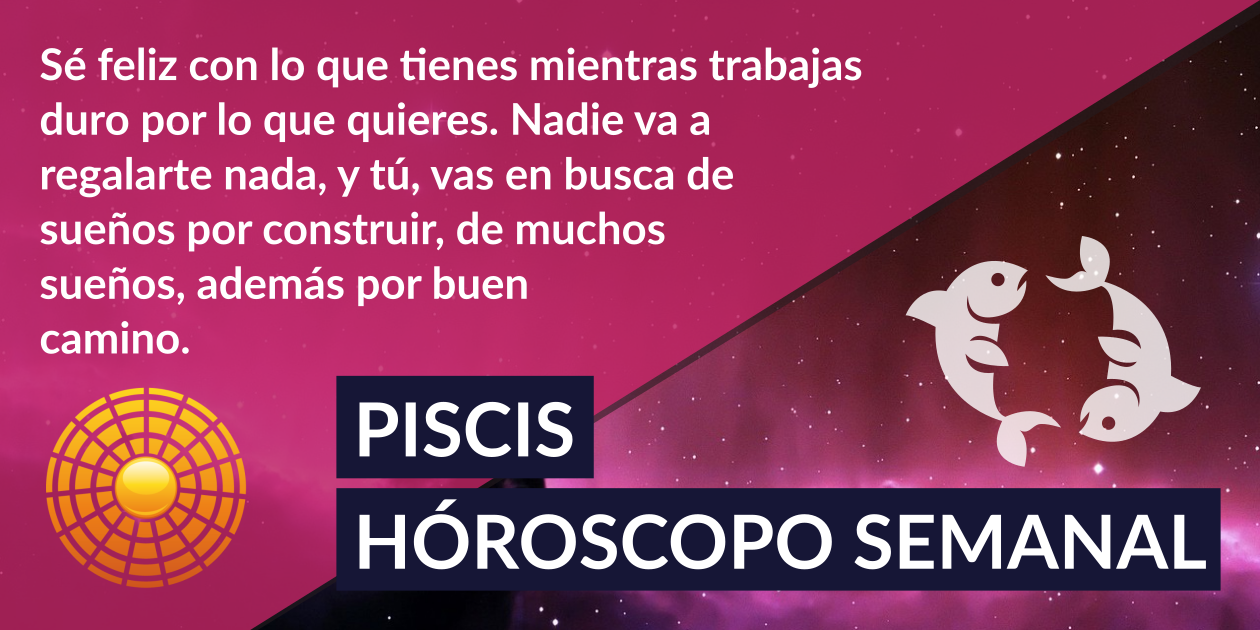 Sé feliz con lo que tienes mientras trabajas
duro por lo que quieres. Nadie va a
regalarte nada, y tú, vas en busca de
sueños por construir, de muchos
sueños, además por buen
camino.
PISCIS
HÓROSCOPO SEMANAL